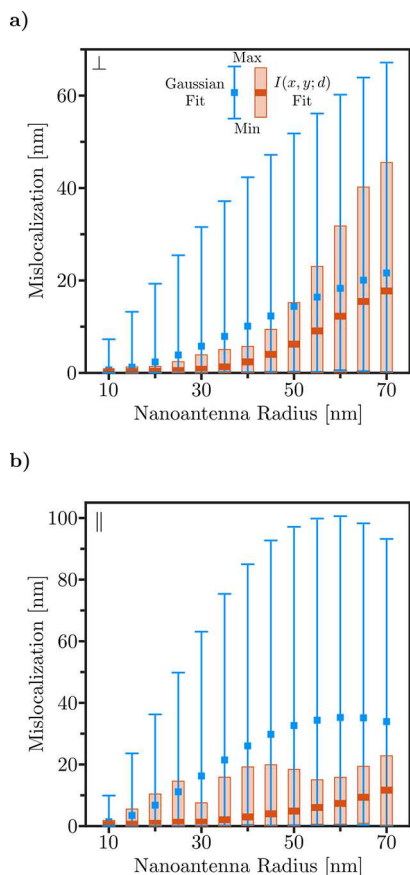 a)
⊥
Max
Gaussian
Fit
I(x, y; d)
Fit
Min
Mislocalization [nm]
60
40
20
0
10
30
50
70
Nanoantenna Radius [nm]
b)
∥
Mislocalization [nm]
100
80
60
40
20
0
10
30
50
70
Nanoantenna Radius [nm]